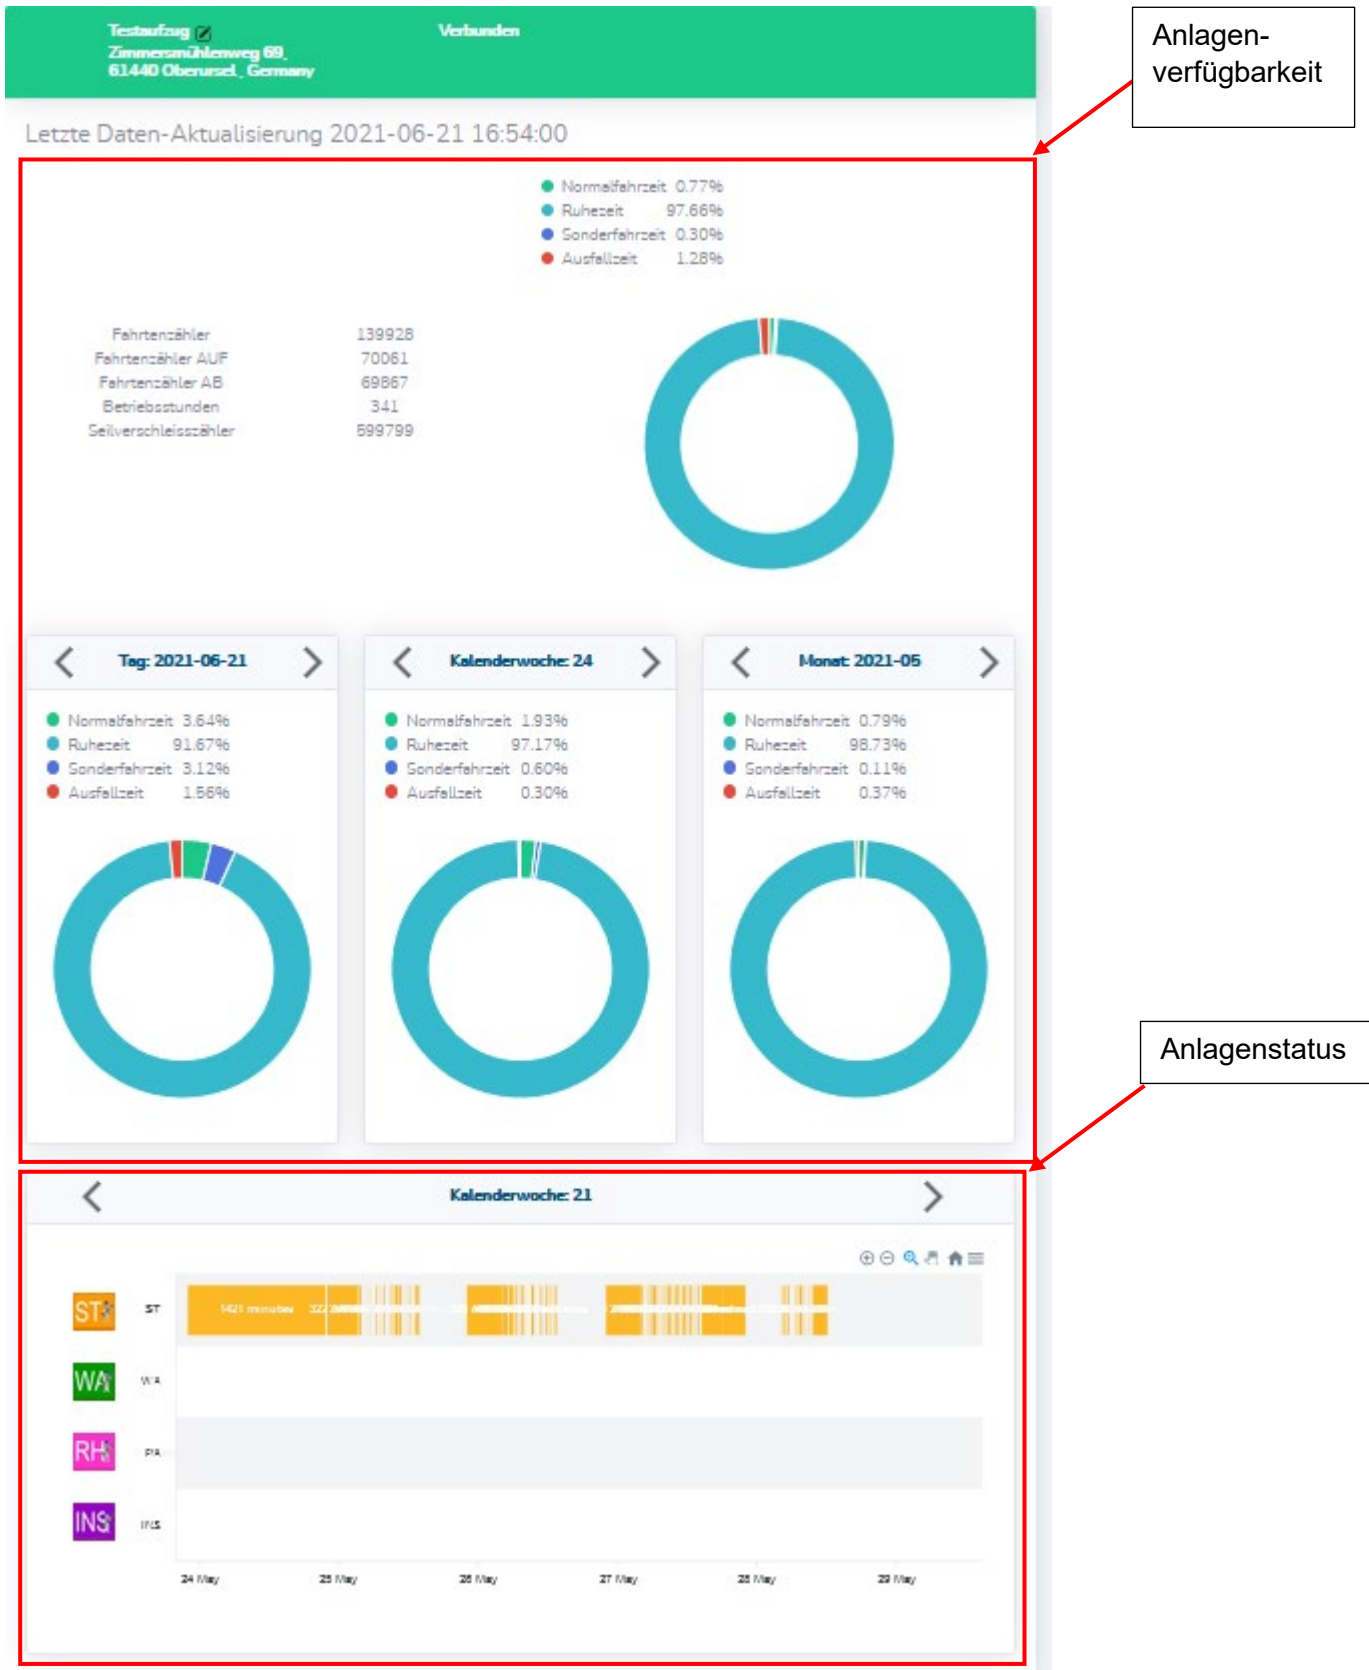 Testaufzug
Zimmersmühlenweg 69,
61440 Oberursel, Germany
Verbunden
Anlagen-
verfügbarkeit
Letzte Daten-Aktualisierung 2021-06-21 16:54:00
Normalfahrzeit 0.77%
Ruhezeit 97.66%
Sonderfahrzeit 0.30%
Ausfallzeit 1.28%
Fahrtenzähler 139928
Fahrtenzähler AUF 70061
Fahrtenzähler AB 69867
Betriebsstunden 341
Seilverschleisszähler 599799
Tag: 2021-06-21
Normalfahrzeit 3.64%
Ruhezeit 91.67%
Sonderfahrzeit 3.12%
Ausfallzeit 1.56%
Kalenderwoche: 24
Normalfahrzeit 1.93%
Ruhezeit 97.17%
Sonderfahrzeit 0.60%
Ausfallzeit 0.30%
Monat: 2021-05
Normalfahrzeit 0.79%
Ruhezeit 98.73%
Sonderfahrzeit 0.11%
Ausfallzeit 0.37%
Anlagenstatus
Kalenderwoche: 21
ST ST 1421 minutes
WA WA
RH
INS INS
24 May 25 May 26 May 27 May 28 May 29 May